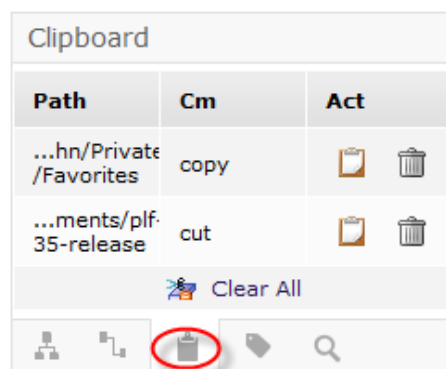 Clipboard
Path Cm Act
...hn/Private
/Favorites
copy
...ments/plf-
35-release
cut
Clear All